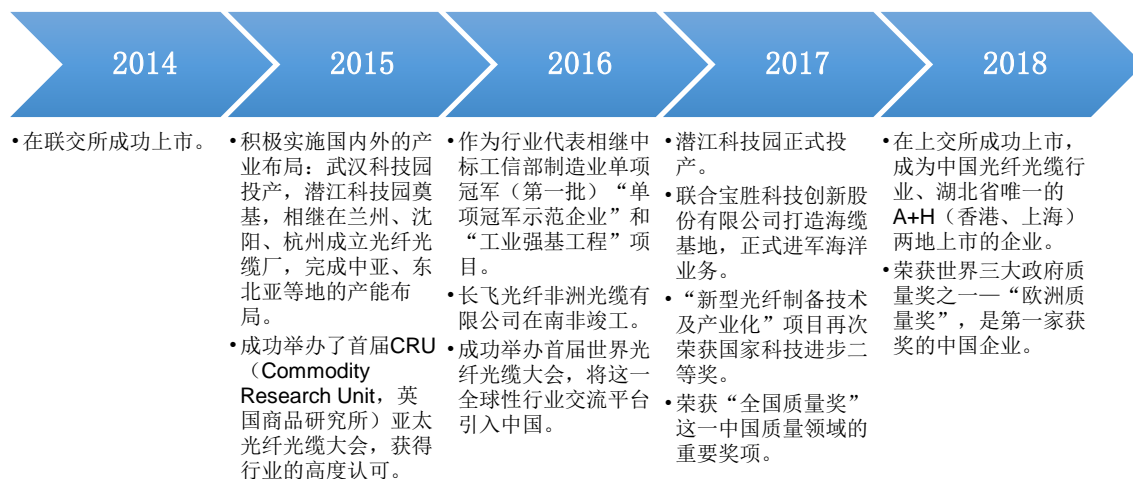 2014
2015
2016
2017
2018
•在联交所成功上市。
•积极实施国内外的产
业布局：武汉科技园
投产，潜江科技园奠
基，相继在兰州、沈
阳、杭州成立光纤光
缆厂，完成中亚、东
北亚等地的产能布
局。
•成功举办了首届CRU
（Commodity
Research Unit，英
国商品研究所）亚太
光纤光缆大会，获得
行业的高度认可。
•作为行业代表相继中
标工信部制造业单项
冠军（第一批）“单
项冠军示范企业”和
“工业强基工程”项
目。
•长飞光纤非洲光缆有
限公司在南非竣工。
•成功举办首届世界光
纤光缆大会，将这一
全球性行业交流平台
引入中国。
•潜江科技园正式投
产。
•联合宝胜科技创新股
份有限公司打造海缆
基地，正式进军海洋
业务。
•“新型光纤制备技术
及产业化”项目再次
荣获国家科技进步二
等奖。
•荣获“全国质量奖”
这一中国质量领域的
重要奖项。
•在上交所成功上市，
成为中国光纤光缆行
业、湖北省唯一的
A+H（香港、上海）
两地上市的企业。
•荣获世界三大政府质
量奖之一—“欧洲质
量奖”，是第一家获
奖的中国企业。